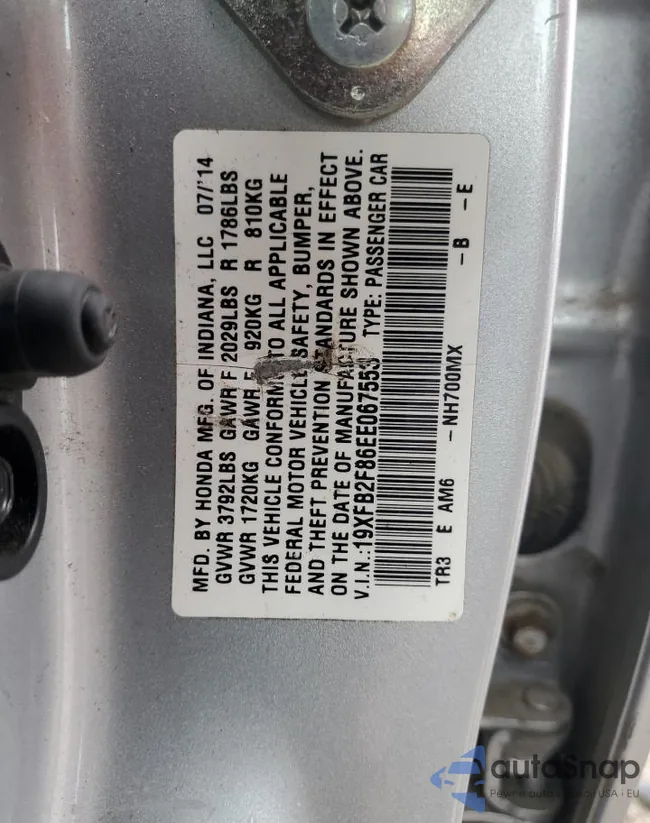 MFD. BY HONDA MFG. OF INDIANA, LLC 07/'14
GVWR 3792LBS GAWR F 2029LBS R 1786LBS
GVWR 1720KG GAWR F 920KG R 810KG
THIS VEHICLE CONFORMS TO ALL APPLICABLE
FEDERAL MOTOR VEHICLE SAFETY, BUMPER,
AND THEFT PREVENTION STANDARDS IN EFFECT
ON THE DATE OF MANUFACTURE SHOWN ABOVE.
V.I.N.:19XFB2F86EE067553 TYPE: PASSENGER CAR
TR3 E AM6 -NH700MX -B -E
autoSnap
USA i EU